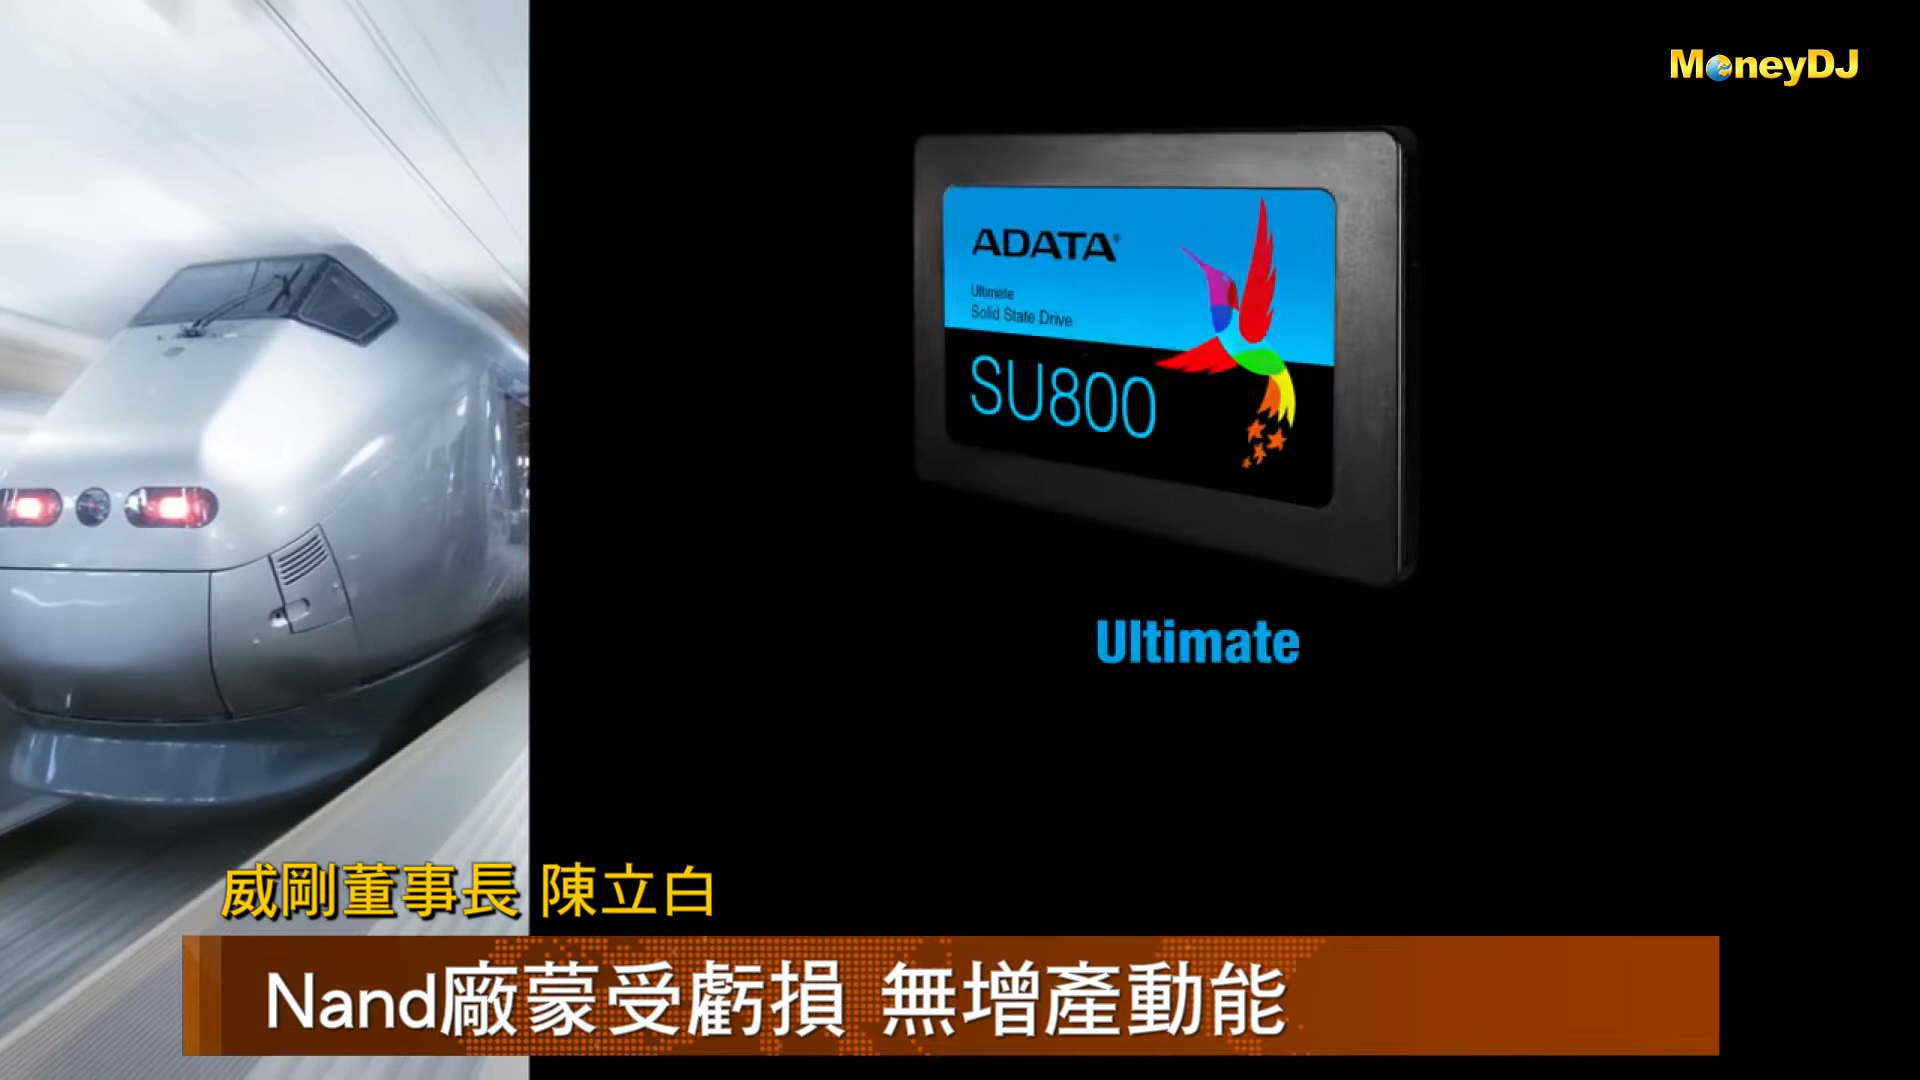 MoneyDJ
ADATA®
Ultimate
Solid State Drive
SU800
Ultimate
威剛董事長 陳立白
Nand廠蒙受虧損 無增產動能